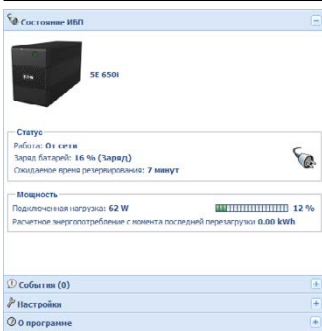 Состояние ИБП
5E 650i
Статус
Работа: От сети
Заряд батарей: 16 % (Заряд)
Ожидаемое время резервирования: 7 минут
Мощность
Подключенная нагрузка: 62 W 12 %
Расчетное энергопотребление с момента последней перезагрузки 0.00 kWh
События (0)
Настройки
О программе